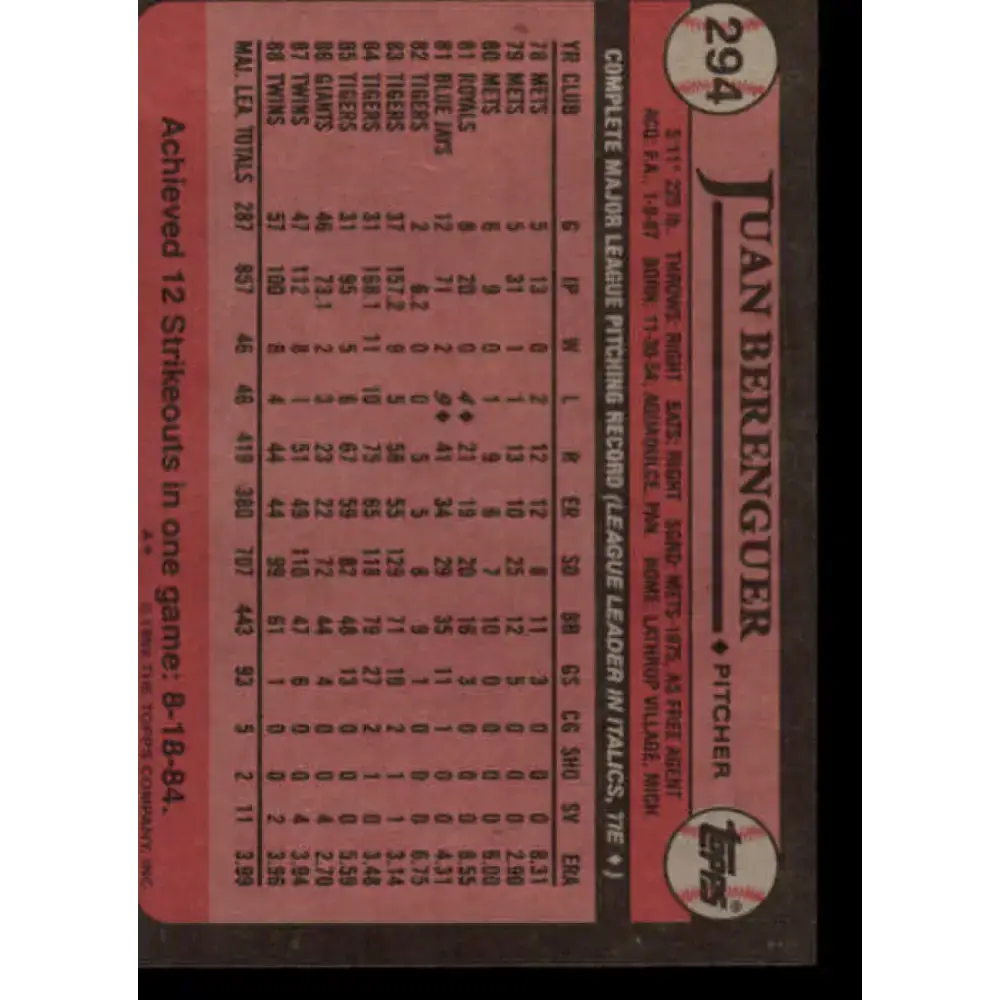 294
JUAN BERENGUER ♦ PITCHER
TOPPS®
5'11" 225 lb. THROWS: RIGHT BATS: RIGHT SGND: METS-1975, AS FREE AGENT
ACQ: F.A., 1-9-87 BORN: 11-30-54, AGUADULCE, PAN. HOME: LATHRUP VILLAGE, MICH
COMPLETE MAJOR LEAGUE PITCHING RECORD (LEAGUE LEADER IN ITALICS, TIE ♦)
YR CLUB G IP W L R ER SO BB GS CG SHO SV ERA
78 METS 5 13 0 2 12 12 8 11 3 0 0 0 8.31
79 METS 5 31 1 1 13 10 25 12 5 0 0 0 2.90
80 METS 6 9 0 1 9 6 7 10 0 0 0 0 6.00
81 ROYALS 8 20 0 4♦ 21 19 20 16 3 0 0 0 8.55
81 BLUE JAYS 12 71 2 9♦ 41 34 29 35 11 1 0 0 4.31
82 TIGERS 2 6.2 0 0 5 5 8 9 1 0 0 0 6.75
83 TIGERS 37 157.2 9 5 58 55 129 71 10 2 1 1 3.14
84 TIGERS 31 168.1 11 10 75 65 118 79 27 2 1 0 3.48
85 TIGERS 31 95 5 6 67 59 82 48 13 0 0 0 5.59
86 GIANTS 46 73.1 2 3 23 22 72 44 4 0 0 4 2.70
87 TWINS 47 112 8 1 51 49 110 47 6 0 0 4 3.94
88 TWINS 57 100 8 4 44 44 99 61 1 0 0 2 3.96
MAJ. LEA. TOTALS 287 857 46 46 419 380 707 443 93 5 2 11 3.99
Achieved 12 Strikeouts in one game: 8-18-84.
THE TOPPS COMPANY, INC.